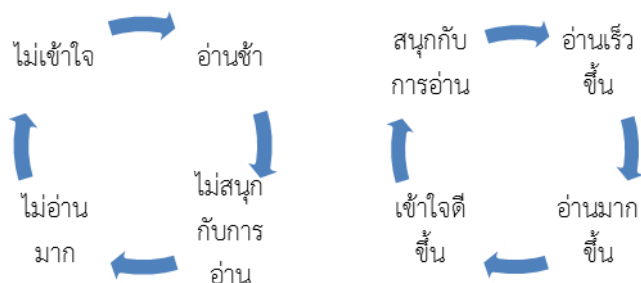 ไม่เข้าใจ
อ่านช้า
ไม่สนุก
กับการ
อ่าน
ไม่อ่าน
มาก
สนุกกับ
การอ่าน
อ่านเร็ว
ขึ้น
อ่านมาก
ขึ้น
เข้าใจดี
ขึ้น